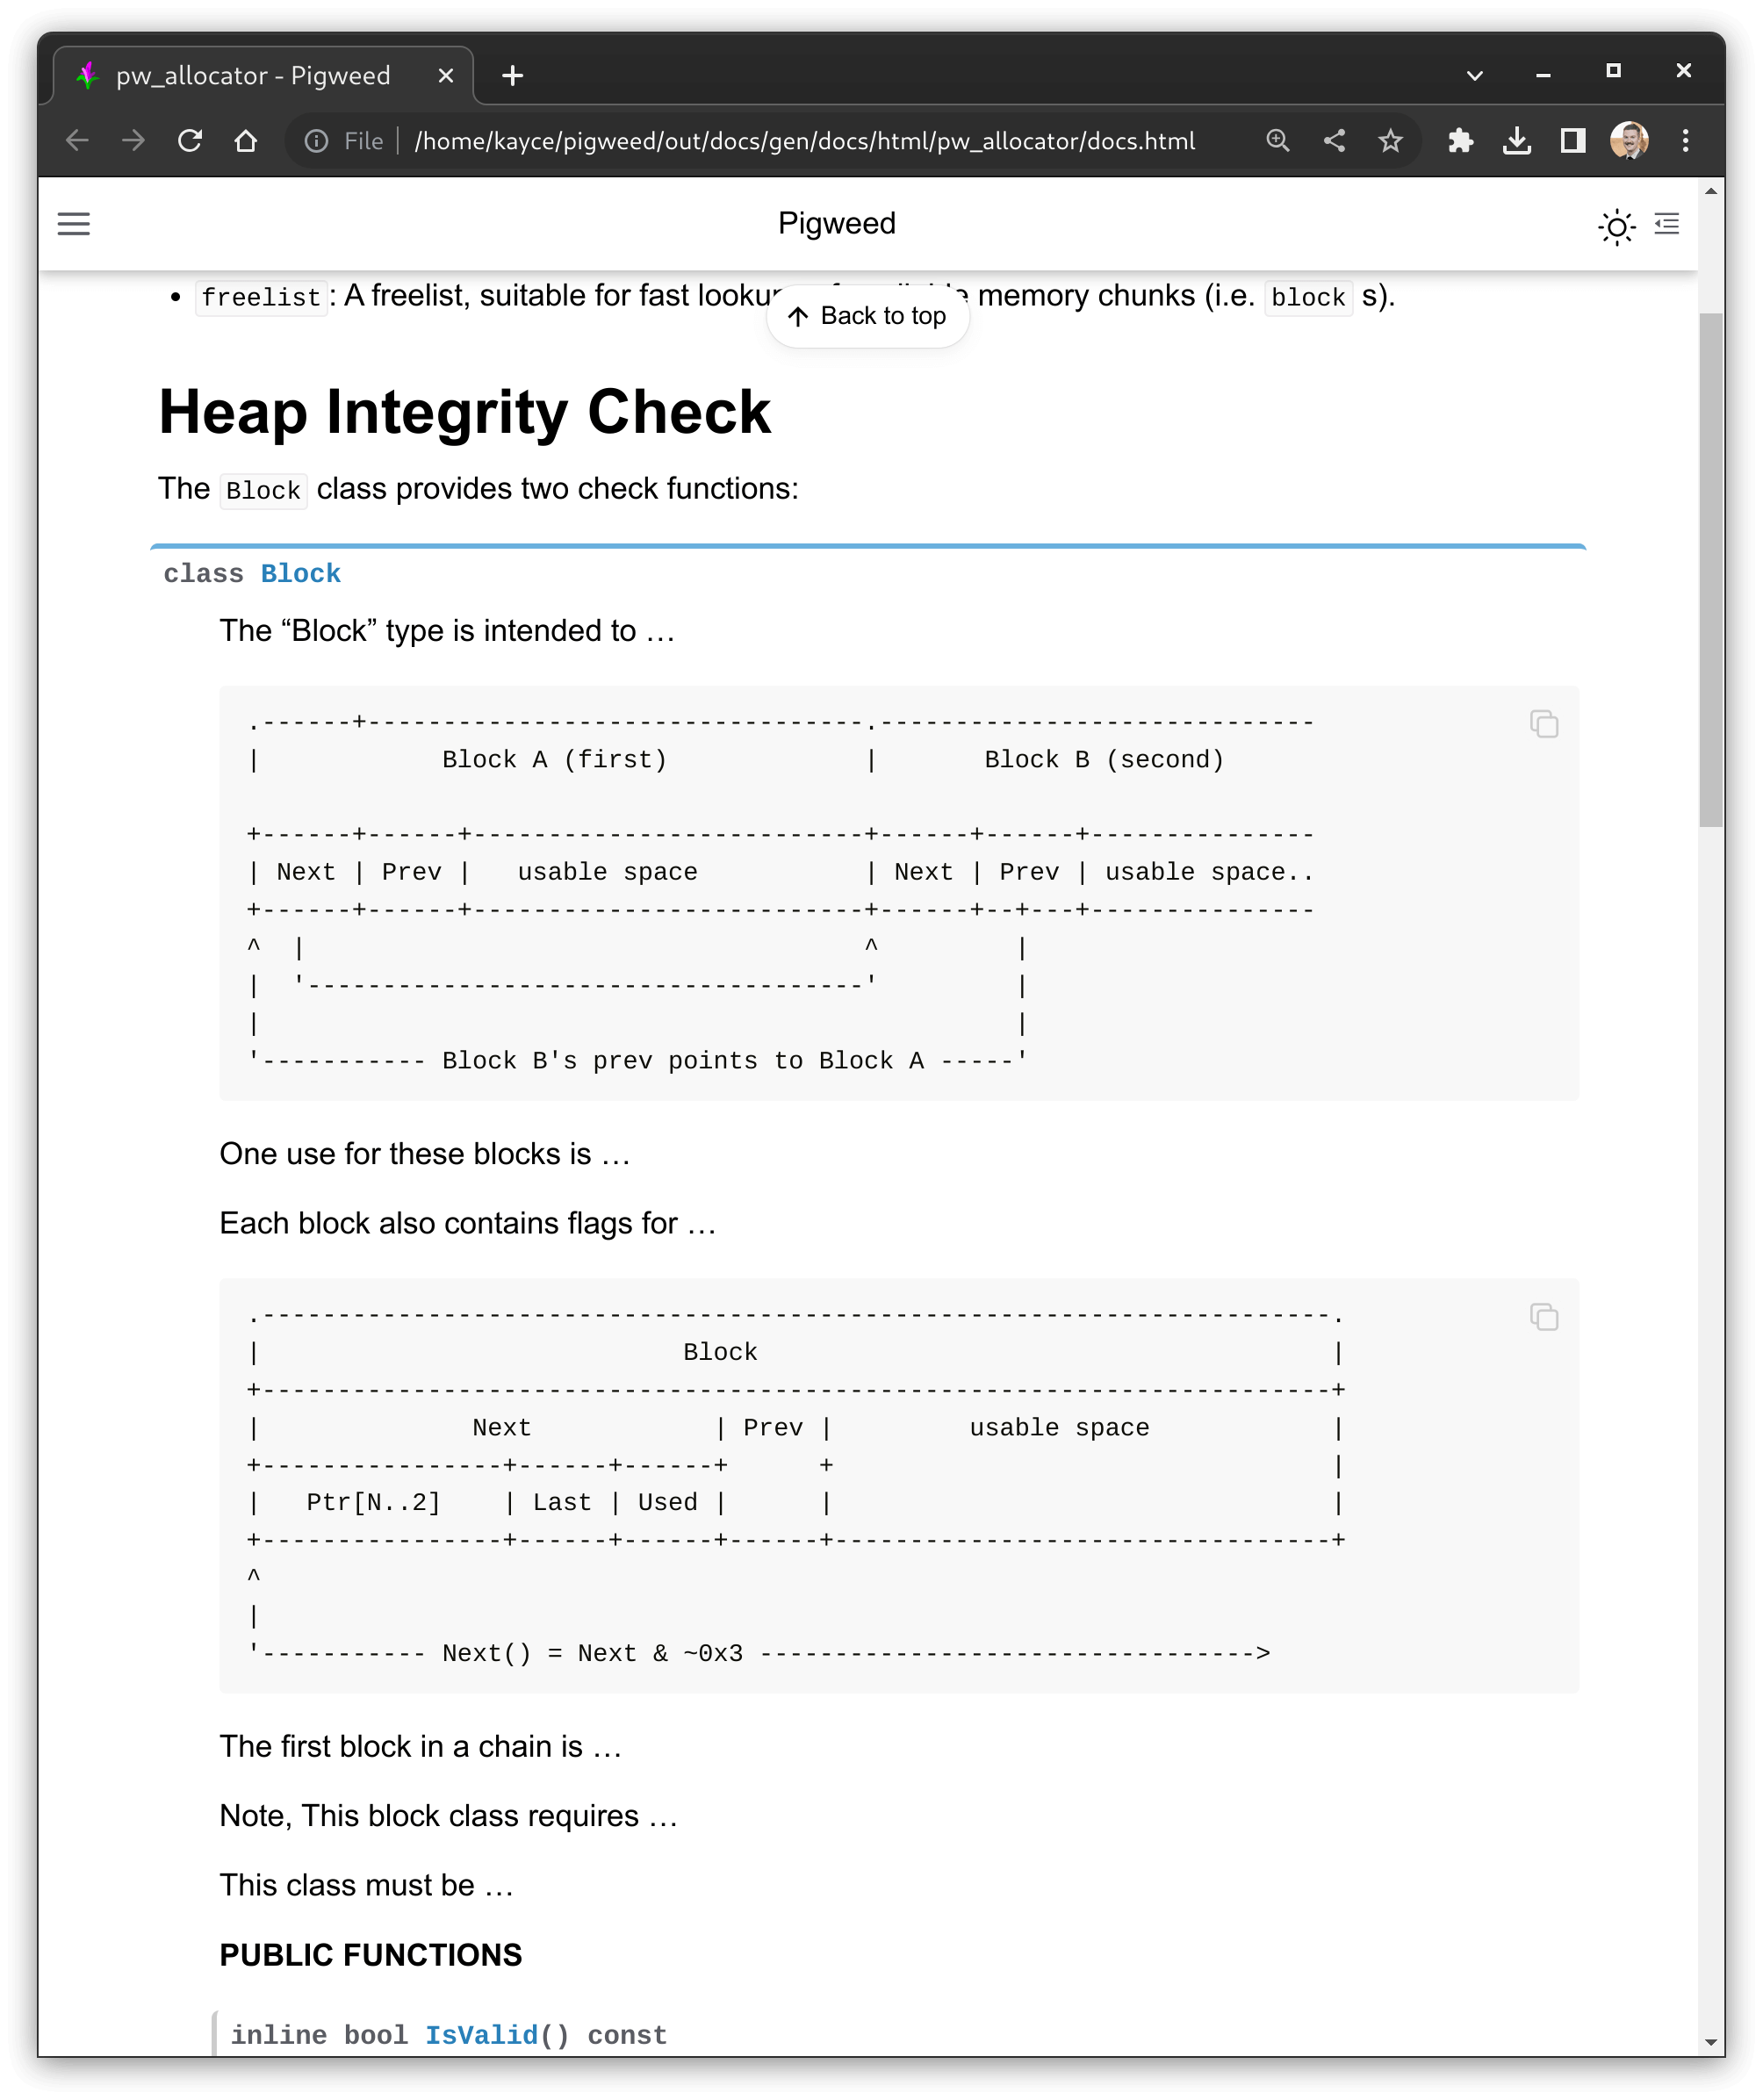 pw_allocator - Pigweed
File /home/kayce/pigweed/out/docs/gen/docs/html/pw_allocator/docs.html
Pigweed
• freelist: A freelist, suitable for fast memory chunks (i.e. block s).
↑ Back to top
Heap Integrity Check
The Block class provides two check functions:
class Block
The “Block” type is intended to …
.------+---------------------------------.-----------------------------
|            Block A (first)             |       Block B (second)

+------+------+--------------------------+------+------+---------------
| Next | Prev |   usable space           | Next | Prev | usable space..
+------+------+--------------------------+------+--+---+---------------
^  |                                     ^         |
|  '-------------------------------------'         |
|                                                  |
'----------- Block B's prev points to Block A -----'
One use for these blocks is …
Each block also contains flags for …
.-----------------------------------------------------------------------.
|                            Block                                      |
+-----------------------------------------------------------------------+
|              Next            | Prev |         usable space            |
+----------------+------+------+      +                                 |
|   Ptr[N..2]    | Last | Used |      |                                 |
+----------------+------+------+------+---------------------------------+
^
|
'----------- Next() = Next & ~0x3 --------------------------------->
The first block in a chain is …
Note, This block class requires …
This class must be …
PUBLIC FUNCTIONS
inline bool IsValid() const